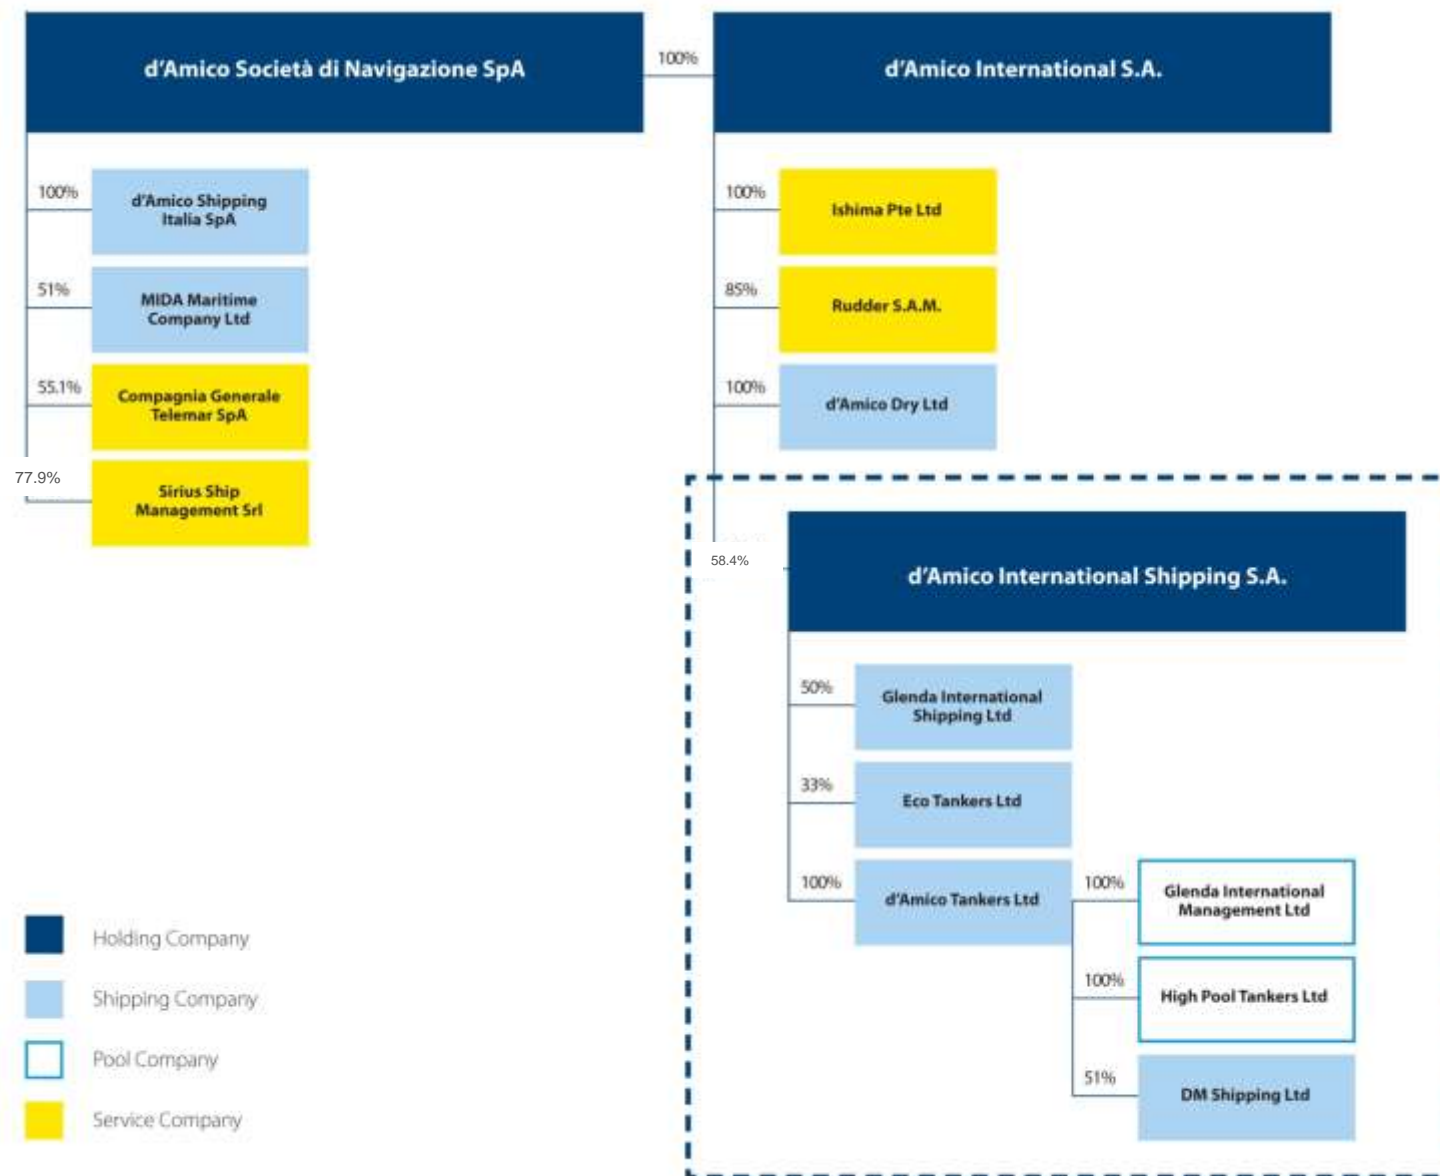 d'Amico Società di Navigazione SpA
100%
d'Amico International S.A.
100%
d'Amico Shipping
Italia SpA
51%
MIDA Maritime
Company Ltd
55.1%
Compagnia Generale
Telemar SpA
77.9%
Sirius Ship
Management Srl
100%
Ishima Pte Ltd
85%
Rudder S.A.M.
100%
d'Amico Dry Ltd
58.4%
d'Amico International Shipping S.A.
50%
Glenda International
Shipping Ltd
33%
Eco Tankers Ltd
100%
d'Amico Tankers Ltd
100%
Glenda International
Management Ltd
100%
High Pool Tankers Ltd
51%
DM Shipping Ltd
Holding Company
Shipping Company
Pool Company
Service Company